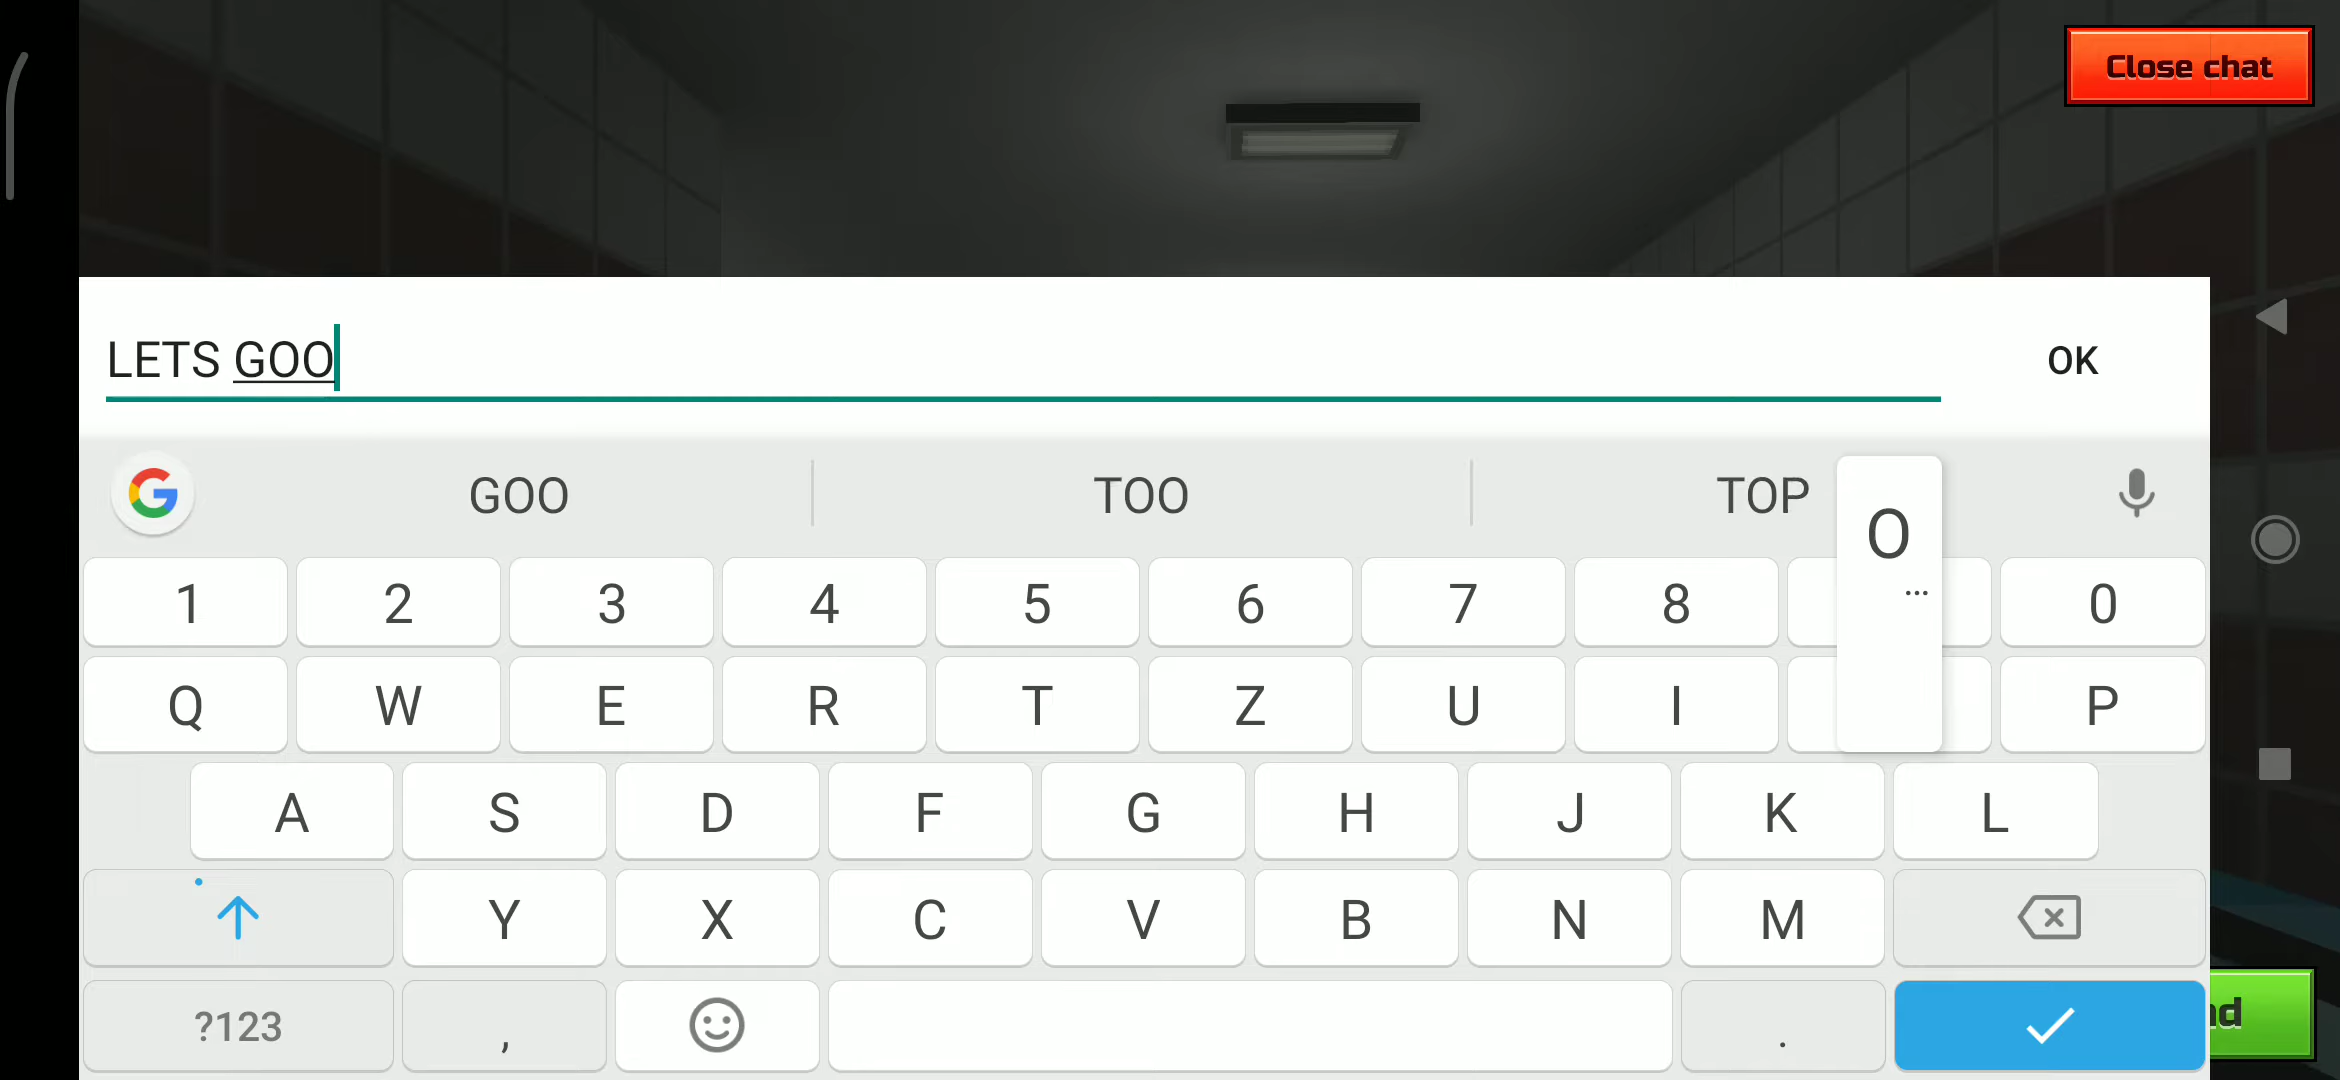 Close chat
LETS GOO
OK
GOO TOO TOP
O
...
1 2 3 4 5 6 7 8 0
Q W E R T Z U I P
A S D F G H J K L
Y X C V B N M
?123 , .